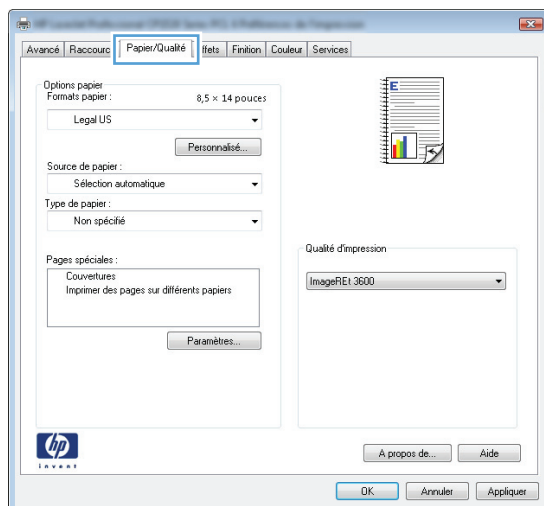 Avancé Raccourc Papier/Qualité ffets Finition Couleur Services
Options papier
Formats papier : 8,5 × 14 pouces
Legal US
Personnalisé...
Source de papier :
Sélection automatique
Type de papier :
Non spécifié
Pages spéciales :
Couvertures
Imprimer des pages sur différents papiers
Paramètres...
E
Qualité d'impression
ImageREt 3600
hp
invent
A propos de... Aide
OK Annuler Appliquer